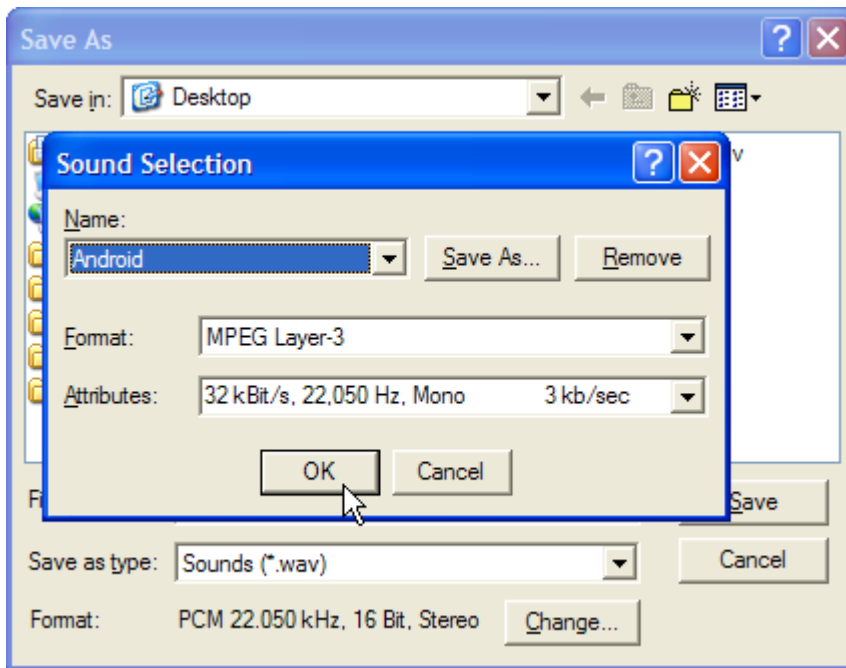 Save As
Save in: Desktop
Sound Selection
Name:
Android Save As... Remove
Format: MPEG Layer-3
Attributes: 32 kBit/s, 22,050 Hz, Mono 3 kb/sec
OK Cancel
Save
Save as type: Sounds (*.wav) Cancel
Format: PCM 22.050 kHz, 16 Bit, Stereo Change...